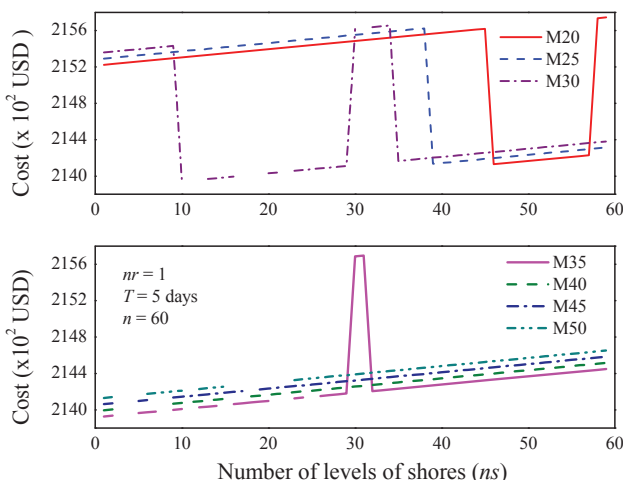 Cost (x 10² USD)
2156
2152
2148
2144
2140
0 10 20 30 40 50 60
M20
M25
M30
Cost (x10² USD)
2156
2152
2148
2144
2140
nr = 1
T = 5 days
n = 60
M35
M40
M45
M50
0 10 20 30 40 50 60
Number of levels of shores (ns)